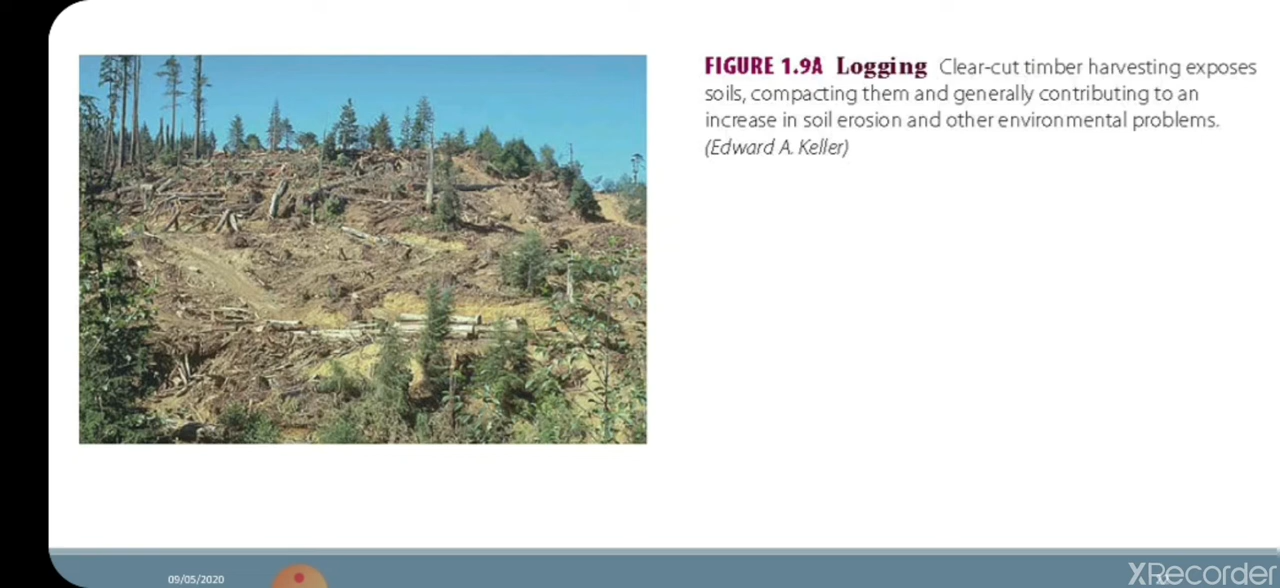 FIGURE 1.9A Logging Clear-cut timber harvesting exposes
soils, compacting them and generally contributing to an
increase in soil erosion and other environmental problems.
(Edward A. Keller)
09/05/2020
XRecorder